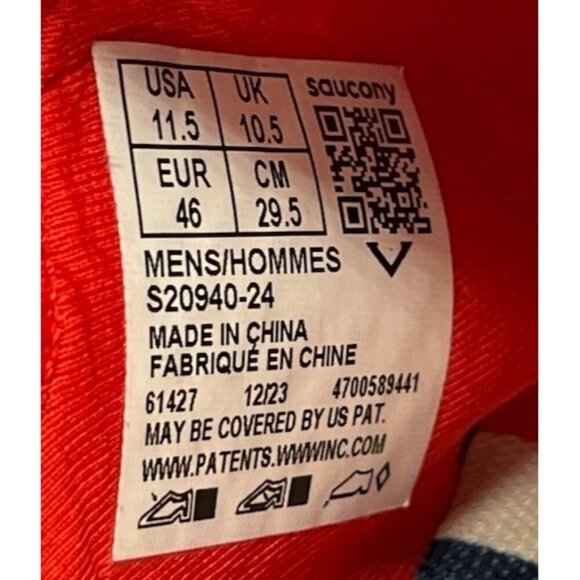 USA UK saucony
11.5 10.5
EUR CM
46 29.5
MENS/HOMMES
S20940-24
MADE IN CHINA
FABRIQUÉ EN CHINE
61427 12/23 4700589441
MAY BE COVERED BY US PAT.
WWW.PATENTS.WWWINC.COM